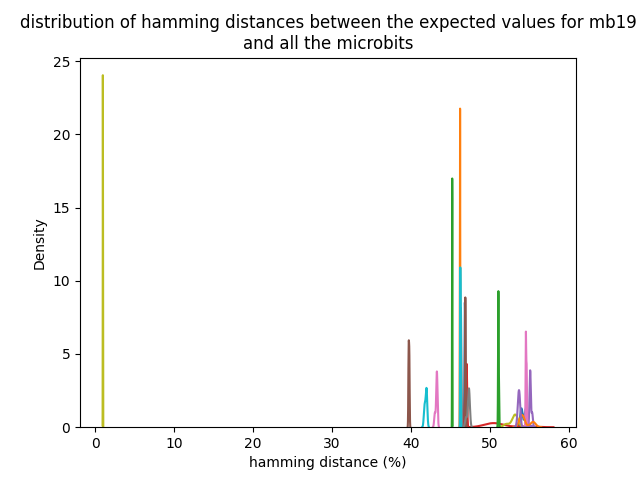 distribution of hamming distances between the expected values for mb19
and all the microbits
25
20
15
10
5
0
Density
0 10 20 30 40 50 60
hamming distance (%)